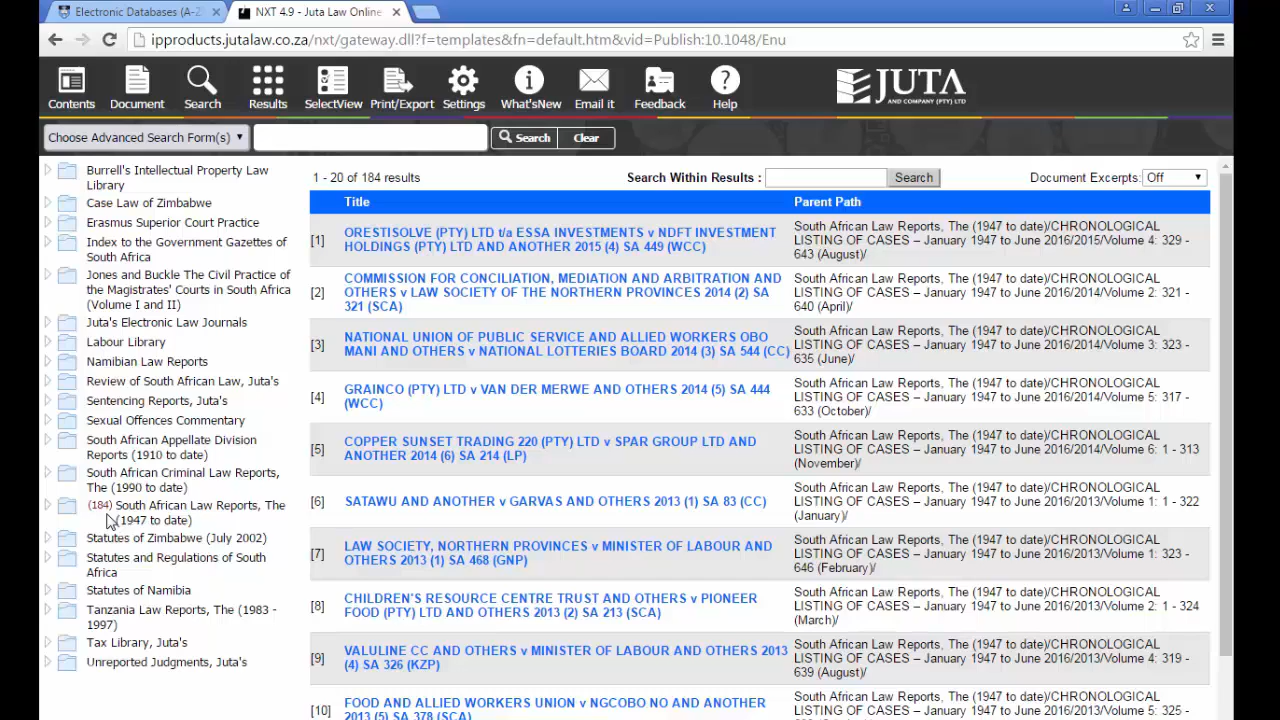 Electronic Databases (A-Z
NXT 4.9 - Juta Law Online
ipproducts.jutalaw.co.za/nxt/gateway.dll?f=templates&fn=default.htm&vid=Publish:10.1048/Enu
Contents Document Search Results SelectView Print/Export Settings What'sNew Email it Feedback Help
JUTA
AND COMPANY (PTY) LTD
Choose Advanced Search Form(s) Search Clear
Burrell's Intellectual Property Law
Library
Case Law of Zimbabwe
Erasmus Superior Court Practice
Index to the Government Gazettes of
South Africa
Jones and Buckle The Civil Practice of
the Magistrates' Courts in South Africa
(Volume I and II)
Juta's Electronic Law Journals
Labour Library
Namibian Law Reports
Review of South African Law, Juta's
Sentencing Reports, Juta's
Sexual Offences Commentary
South African Appellate Division
Reports (1910 to date)
South African Criminal Law Reports,
The (1990 to date)
(184) South African Law Reports, The
(1947 to date)
Statutes of Zimbabwe (July 2002)
Statutes and Regulations of South
Africa
Statutes of Namibia
Tanzania Law Reports, The (1983 -
1997)
Tax Library, Juta's
Unreported Judgments, Juta's
1 - 20 of 184 results
Search Within Results : Search
Document Excerpts: Off
Title Parent Path
[1]
ORESTISOLVE (PTY) LTD t/a ESSA INVESTMENTS v NDFT INVESTMENT
HOLDINGS (PTY) LTD AND ANOTHER 2015 (4) SA 449 (WCC)
South African Law Reports, The (1947 to date)/CHRONOLOGICAL
LISTING OF CASES – January 1947 to June 2016/2015/Volume 4: 329 -
643 (August)/
[2]
COMMISSION FOR CONCILIATION, MEDIATION AND ARBITRATION AND
OTHERS v LAW SOCIETY OF THE NORTHERN PROVINCES 2014 (2) SA
321 (SCA)
South African Law Reports, The (1947 to date)/CHRONOLOGICAL
LISTING OF CASES – January 1947 to June 2016/2014/Volume 2: 321 -
640 (April)/
[3]
NATIONAL UNION OF PUBLIC SERVICE AND ALLIED WORKERS OBO
MANI AND OTHERS v NATIONAL LOTTERIES BOARD 2014 (3) SA 544 (CC)
South African Law Reports, The (1947 to date)/CHRONOLOGICAL
LISTING OF CASES – January 1947 to June 2016/2014/Volume 3: 323 -
635 (June)/
[4]
GRAINCO (PTY) LTD v VAN DER MERWE AND OTHERS 2014 (5) SA 444
(WCC)
South African Law Reports, The (1947 to date)/CHRONOLOGICAL
LISTING OF CASES – January 1947 to June 2016/2014/Volume 5: 317 -
633 (October)/
[5]
COPPER SUNSET TRADING 220 (PTY) LTD v SPAR GROUP LTD AND
ANOTHER 2014 (6) SA 214 (LP)
South African Law Reports, The (1947 to date)/CHRONOLOGICAL
LISTING OF CASES – January 1947 to June 2016/2014/Volume 6: 1 - 313
(November)/
[6]
SATAWU AND ANOTHER v GARVAS AND OTHERS 2013 (1) SA 83 (CC)
South African Law Reports, The (1947 to date)/CHRONOLOGICAL
LISTING OF CASES – January 1947 to June 2016/2013/Volume 1: 1 - 322
(January)/
[7]
LAW SOCIETY, NORTHERN PROVINCES v MINISTER OF LABOUR AND
OTHERS 2013 (1) SA 468 (GNP)
South African Law Reports, The (1947 to date)/CHRONOLOGICAL
LISTING OF CASES – January 1947 to June 2016/2013/Volume 1: 323 -
646 (February)/
[8]
CHILDREN'S RESOURCE CENTRE TRUST AND OTHERS v PIONEER
FOOD (PTY) LTD AND OTHERS 2013 (2) SA 213 (SCA)
South African Law Reports, The (1947 to date)/CHRONOLOGICAL
LISTING OF CASES – January 1947 to June 2016/2013/Volume 2: 1 - 324
(March)/
[9]
VALULINE CC AND OTHERS v MINISTER OF LABOUR AND OTHERS 2013
(4) SA 326 (KZP)
South African Law Reports, The (1947 to date)/CHRONOLOGICAL
LISTING OF CASES – January 1947 to June 2016/2013/Volume 4: 319 -
639 (August)/
[10]
FOOD AND ALLIED WORKERS UNION v NGCOBO NO AND ANOTHER
2013 (5) SA 378 (SCA)
South African Law Reports, The (1947 to date)/CHRONOLOGICAL
LISTING OF CASES – January 1947 to June 2016/2013/Volume 5: 325 -